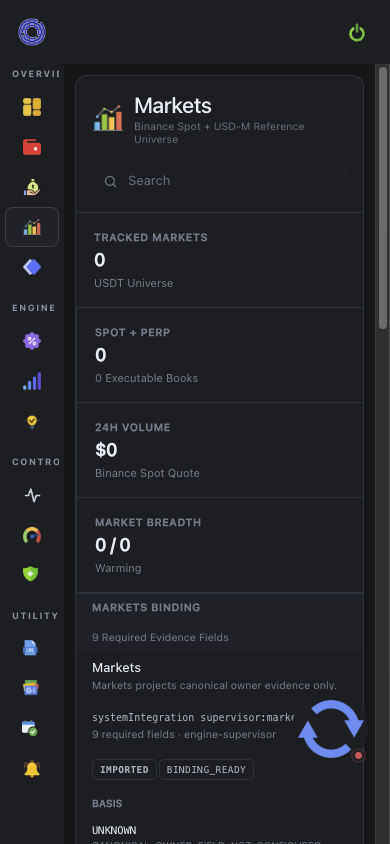 OVERVIE
Markets
Binance Spot + USD-M Reference
Universe
Search
TRACKED MARKETS
0
USDT Universe
ENGINE
SPOT + PERP
0
0 Executable Books
24H VOLUME
$0
Binance Spot Quote
CONTRO
MARKET BREADTH
0 / 0
Warming
MARKETS BINDING
UTILITY
9 Required Evidence Fields
Markets
Markets projects canonical owner evidence only.
systemIntegration supervisor:marke
9 required fields · engine-supervisor
IMPORTED BINDING_READY
BASIS
UNKNOWN